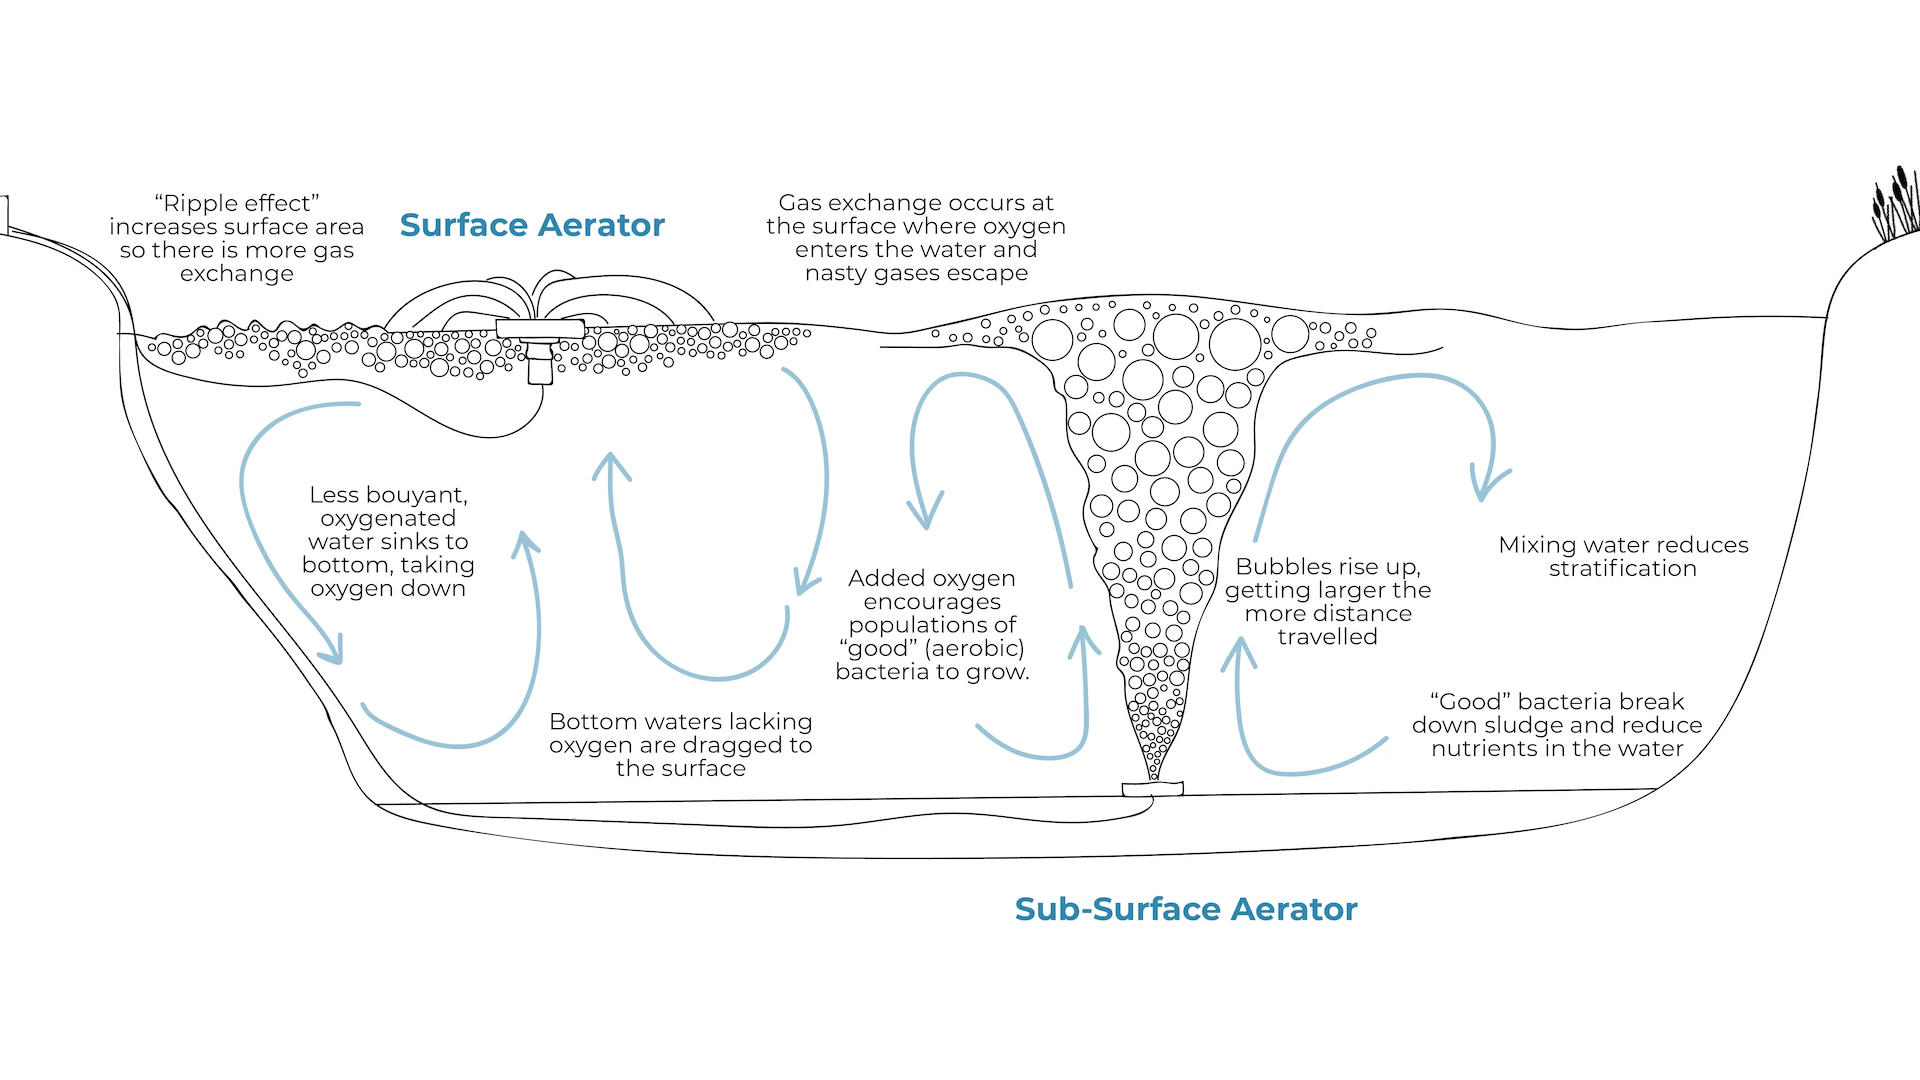 “Ripple effect”
increases surface area
so there is more gas
exchange
Surface Aerator
Gas exchange occurs at
the surface where oxygen
enters the water and
nasty gases escape
Less bouyant,
oxygenated
water sinks to
bottom, taking
oxygen down
Bottom waters lacking
oxygen are dragged to
the surface
Added oxygen
encourages
populations of
“good” (aerobic)
bacteria to grow.
Bubbles rise up,
getting larger the
more distance
travelled
Mixing water reduces
stratification
“Good” bacteria break
down sludge and reduce
nutrients in the water
Sub-Surface Aerator